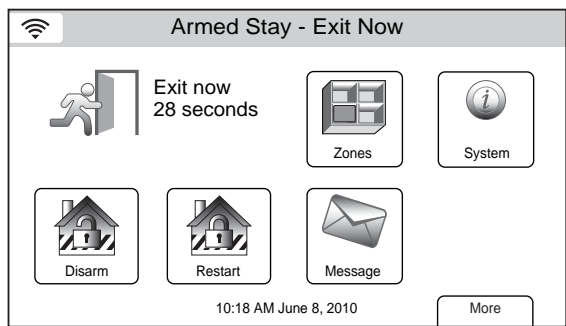 Armed Stay - Exit Now
Exit now
28 seconds
Zones
System
Disarm
Restart
Message
10:18 AM June 8, 2010
More